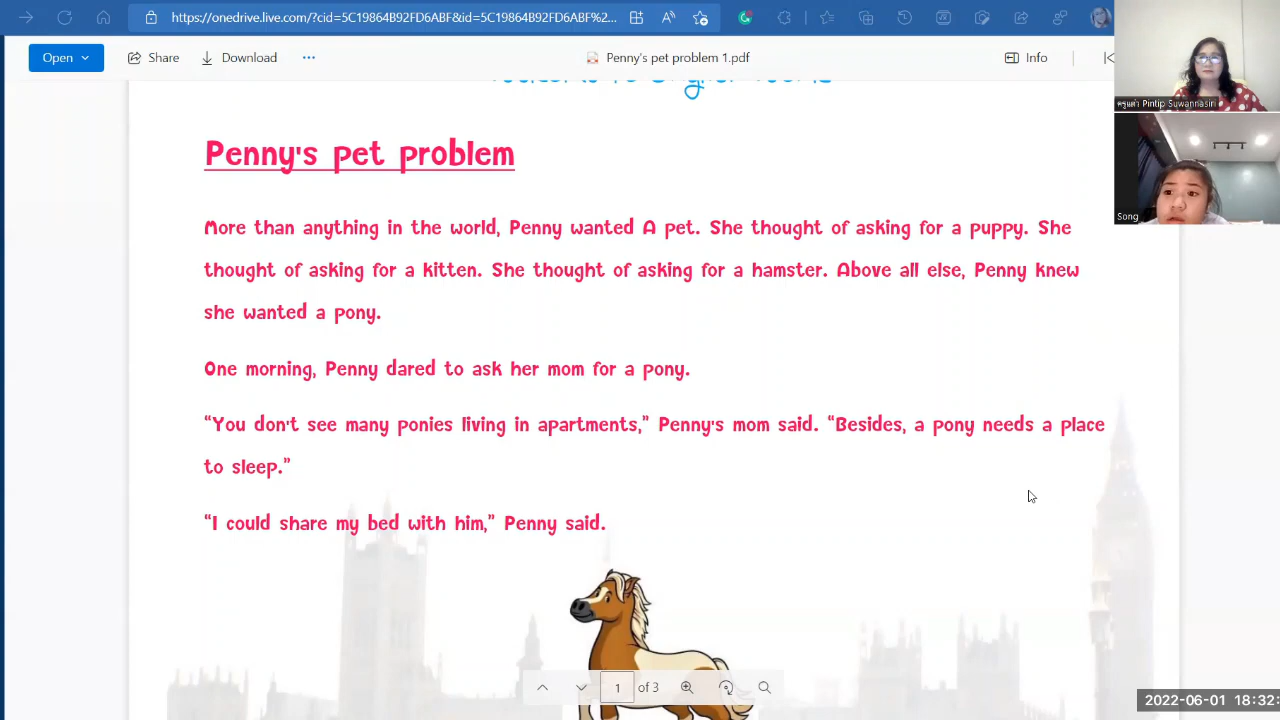 https://onedrive.live.com/?cid=5C19864B92FD6ABF&id=5C19864B92FD6ABF%2...
Open Share Download ... Penny's pet problem 1.pdf Info
Penny's pet problem
More than anything in the world, Penny wanted A pet. She thought of asking for a puppy. She
thought of asking for a kitten. She thought of asking for a hamster. Above all else, Penny knew
she wanted a pony.
One morning, Penny dared to ask her mom for a pony.
“You don't see many ponies living in apartments,” Penny's mom said. “Besides, a pony needs a place
to sleep.”
“I could share my bed with him,” Penny said.
1 of 3
Pintip Suwannasiri
Song
2022-06-01 18:32: